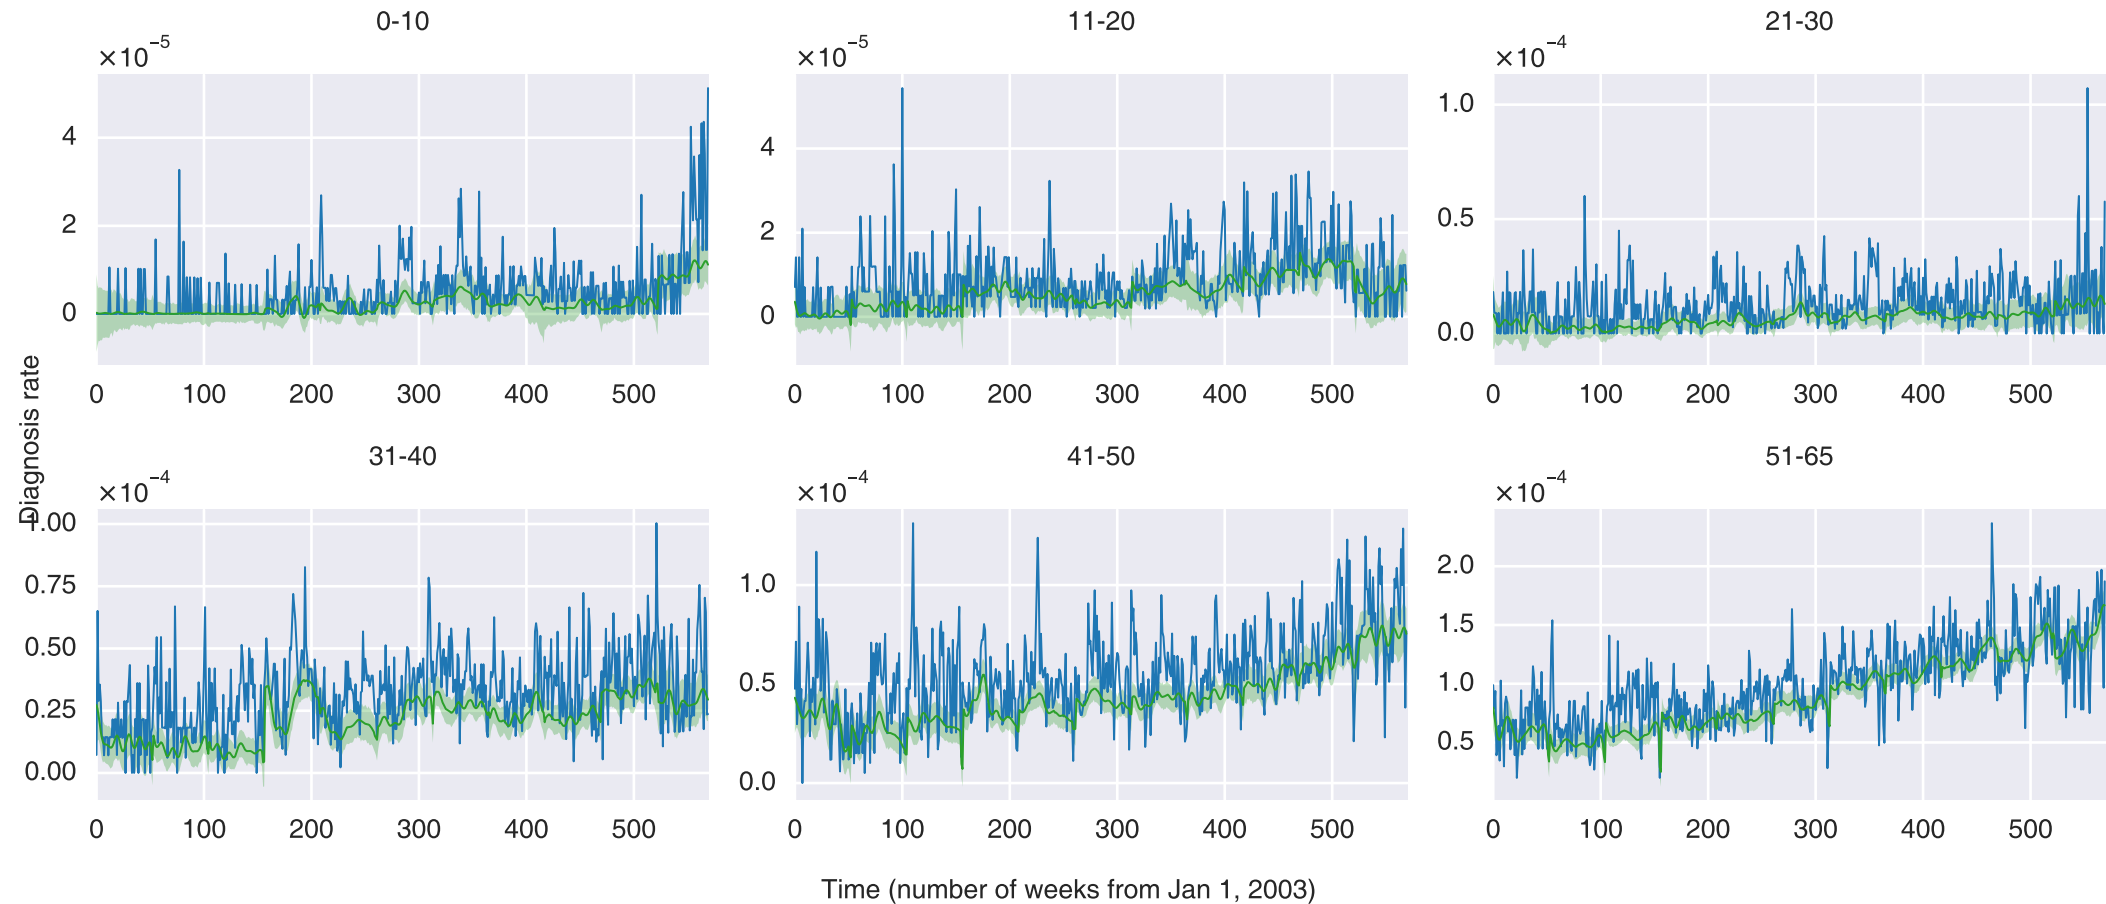 0-10 11-20 21-30
×10⁻⁵ ×10⁻⁵ ×10⁻⁴
4 4 1.0
2 2 0.5
0 0 0.0
0 100 200 300 400 500 0 100 200 300 400 500 0 100 200 300 400 500
Diagnosis rate
31-40 41-50 51-65
×10⁻⁴ ×10⁻⁴ ×10⁻⁴
1.00 1.0 2.0
0.75 0.5 1.5
0.50 0.0 1.0
0.25 0.5
0.00
0 100 200 300 400 500 0 100 200 300 400 500 0 100 200 300 400 500
Time (number of weeks from Jan 1, 2003)